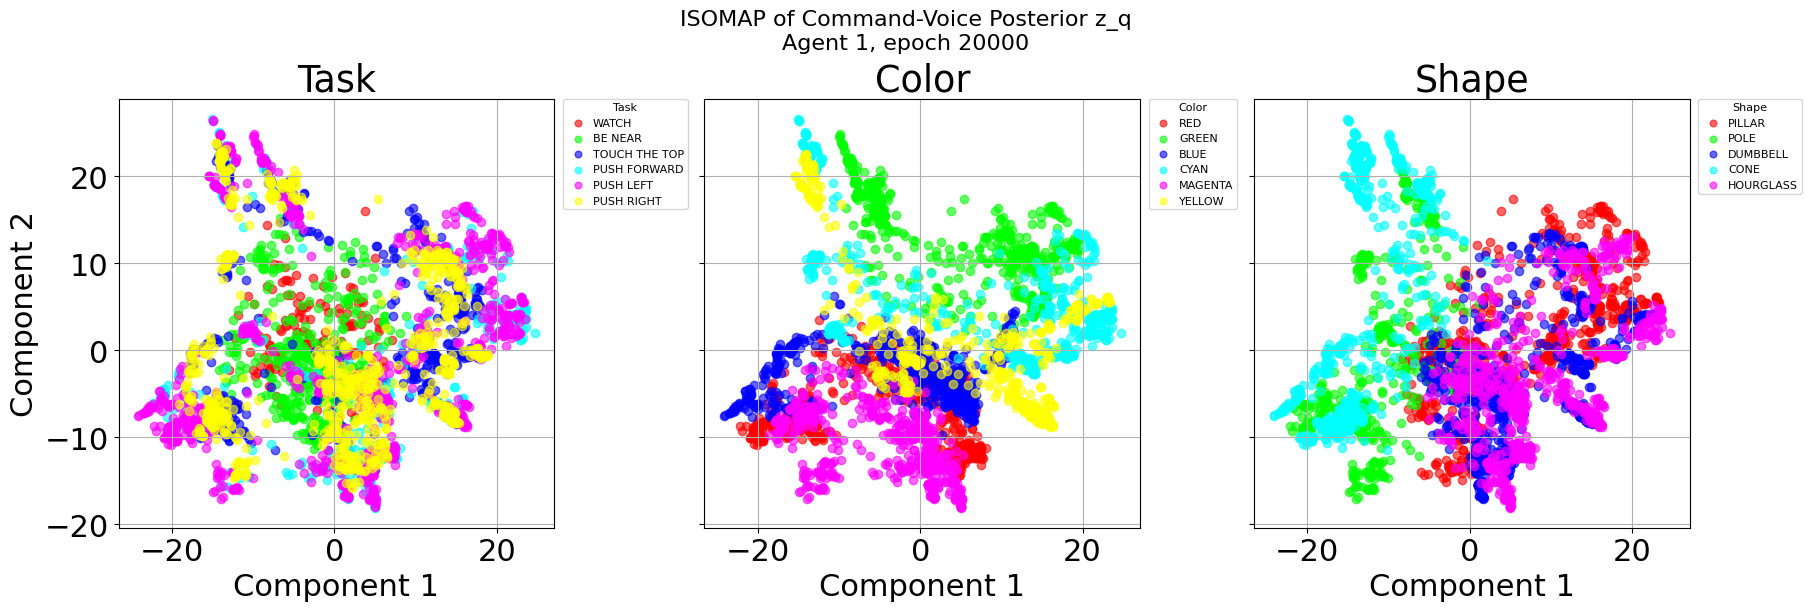 ISOMAP of Command-Voice Posterior z_q
Agent 1, epoch 20000
Task
Color
Shape
Task
WATCH
BE NEAR
TOUCH THE TOP
PUSH FORWARD
PUSH LEFT
PUSH RIGHT
Color
RED
GREEN
BLUE
CYAN
MAGENTA
YELLOW
Shape
PILLAR
POLE
DUMBBELL
CONE
HOURGLASS
Component 2
20
10
0
−10
−20
−20 0 20
−20 0 20
−20 0 20
Component 1
Component 1
Component 1